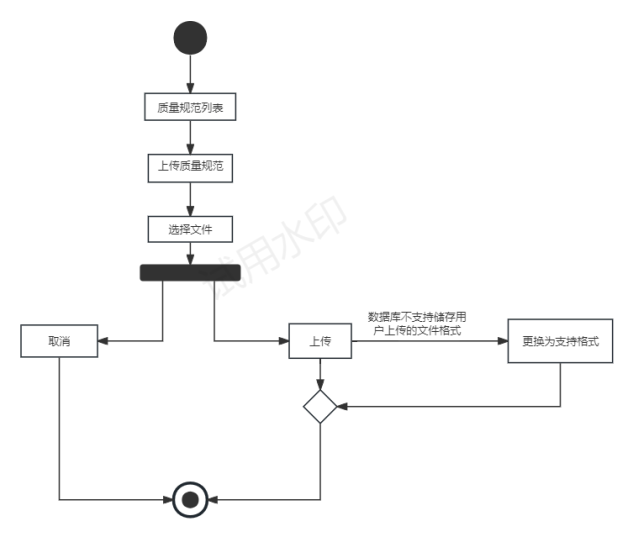 质量规范列表
上传质量规范
选择文件
试用水印
数据库不支持储存用
户上传的文件格式
取消
上传
更换为支持格式